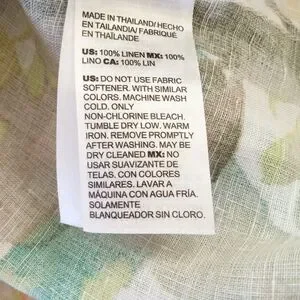 MADE IN THAILAND/ HECHO
EN TAILANDIA/ FABRIQUÉ
EN THAÏLANDE
US: 100% LINEN MX: 100%
LINO CA: 100% LIN
US: DO NOT USE FABRIC
SOFTENER. WITH SIMILAR
COLORS. MACHINE WASH
COLD. ONLY
NON-CHLORINE BLEACH.
TUMBLE DRY LOW. WARM
IRON. REMOVE PROMPTLY
AFTER WASHING. MAY BE
DRY CLEANED MX: NO
USAR SUAVIZANTE DE
TELAS. CON COLORES
SIMILARES. LAVAR A
MÁQUINA CON AGUA FRÍA.
SOLAMENTE
BLANQUEADOR SIN CLORO.